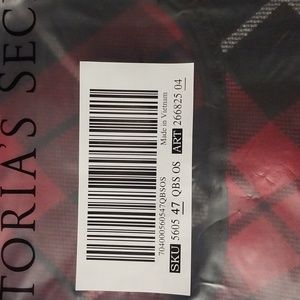 TORIA'S SEC
704000560547QBSOS
Made in Vietnam
SKU 5605 47 QBS OS ART 266825 04